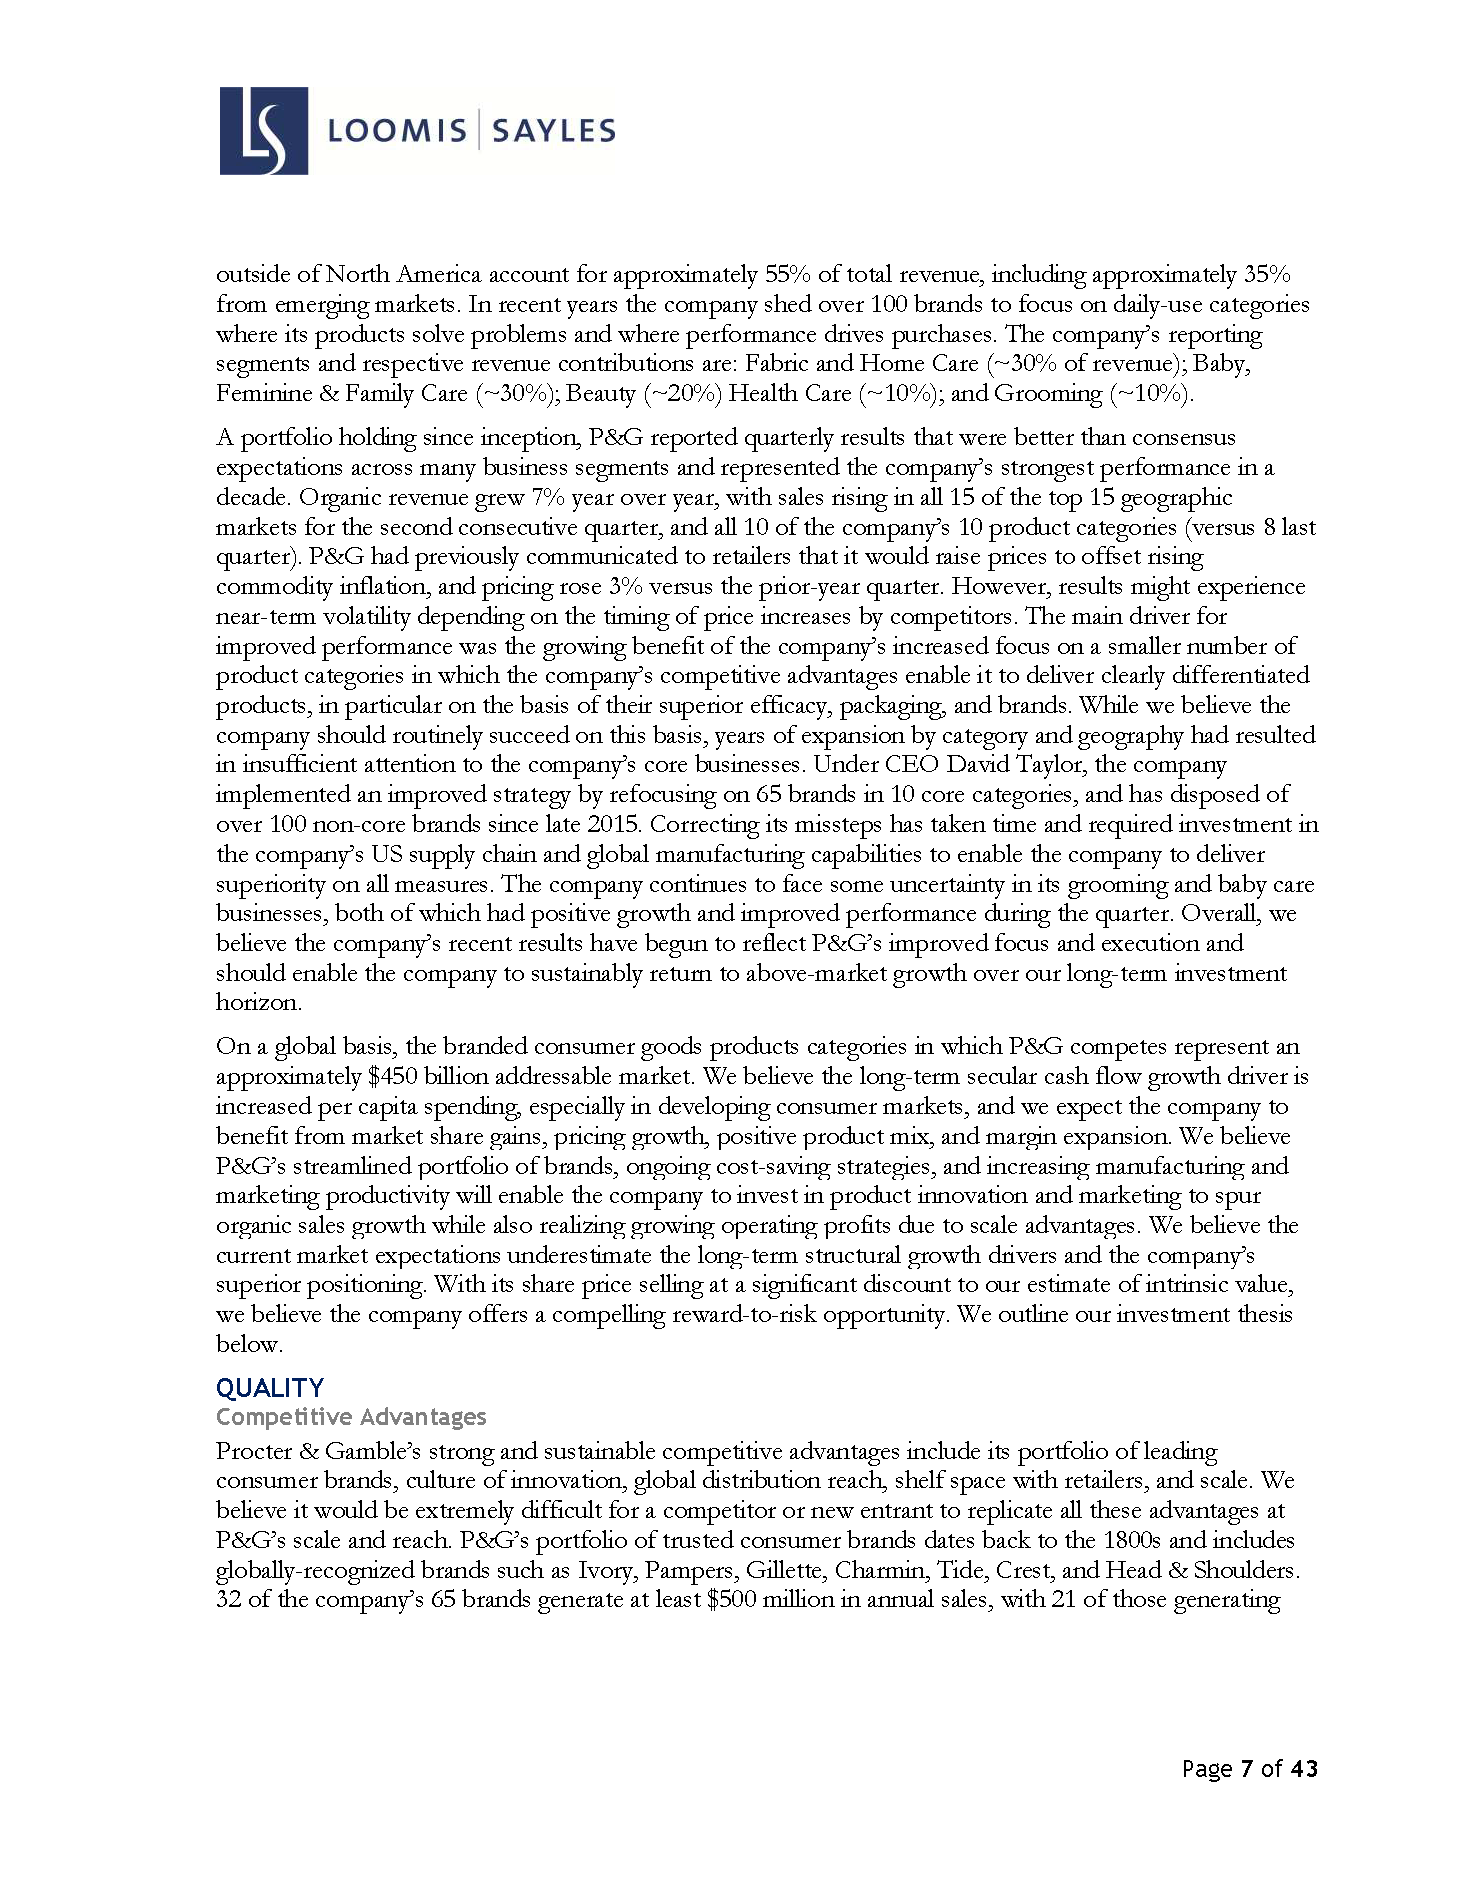 LS LOOMIS | SAYLES
outside of North America account for approximately 55% of total revenue, including approximately 35%
from emerging markets. In recent years the company shed over 100 brands to focus on daily-use categories
where its products solve problems and where performance drives purchases. The company’s reporting
segments and respective revenue contributions are: Fabric and Home Care (~30% of revenue); Baby,
Feminine & Family Care (~30%); Beauty (~20%) Health Care (~10%); and Grooming (~10%).
A portfolio holding since inception, P&G reported quarterly results that were better than consensus
expectations across many business segments and represented the company’s strongest performance in a
decade. Organic revenue grew 7% year over year, with sales rising in all 15 of the top 15 geographic
markets for the second consecutive quarter, and all 10 of the company’s 10 product categories (versus 8 last
quarter). P&G had previously communicated to retailers that it would raise prices to offset rising
commodity inflation, and pricing rose 3% versus the prior-year quarter. However, results might experience
near-term volatility depending on the timing of price increases by competitors. The main driver for
improved performance was the growing benefit of the company’s increased focus on a smaller number of
product categories in which the company’s competitive advantages enable it to deliver clearly differentiated
products, in particular on the basis of their superior efficacy, packaging, and brands. While we believe the
company should routinely succeed on this basis, years of expansion by category and geography had resulted
in insufficient attention to the company’s core businesses. Under CEO David Taylor, the company
implemented an improved strategy by refocusing on 65 brands in 10 core categories, and has disposed of
over 100 non-core brands since late 2015. Correcting its missteps has taken time and required investment in
the company’s US supply chain and global manufacturing capabilities to enable the company to deliver
superiority on all measures. The company continues to face some uncertainty in its grooming and baby care
businesses, both of which had positive growth and improved performance during the quarter. Overall, we
believe the company’s recent results have begun to reflect P&G’s improved focus and execution and
should enable the company to sustainably return to above-market growth over our long-term investment
horizon.
On a global basis, the branded consumer goods products categories in which P&G competes represent an
approximately $450 billion addressable market. We believe the long-term secular cash flow growth driver is
increased per capita spending, especially in developing consumer markets, and we expect the company to
benefit from market share gains, pricing growth, positive product mix, and margin expansion. We believe
P&G’s streamlined portfolio of brands, ongoing cost-saving strategies, and increasing manufacturing and
marketing productivity will enable the company to invest in product innovation and marketing to spur
organic sales growth while also realizing growing operating profits due to scale advantages. We believe the
current market expectations underestimate the long-term structural growth drivers and the company’s
superior positioning. With its share price selling at a significant discount to our estimate of intrinsic value,
we believe the company offers a compelling reward-to-risk opportunity. We outline our investment thesis
below.
QUALITY
Competitive Advantages
Procter & Gamble’s strong and sustainable competitive advantages include its portfolio of leading
consumer brands, culture of innovation, global distribution reach, shelf space with retailers, and scale. We
believe it would be extremely difficult for a competitor or new entrant to replicate all these advantages at
P&G’s scale and reach. P&G’s portfolio of trusted consumer brands dates back to the 1800s and includes
globally-recognized brands such as Ivory, Pampers, Gillette, Charmin, Tide, Crest, and Head & Shoulders.
32 of the company’s 65 brands generate at least $500 million in annual sales, with 21 of those generating
Page 7 of 43